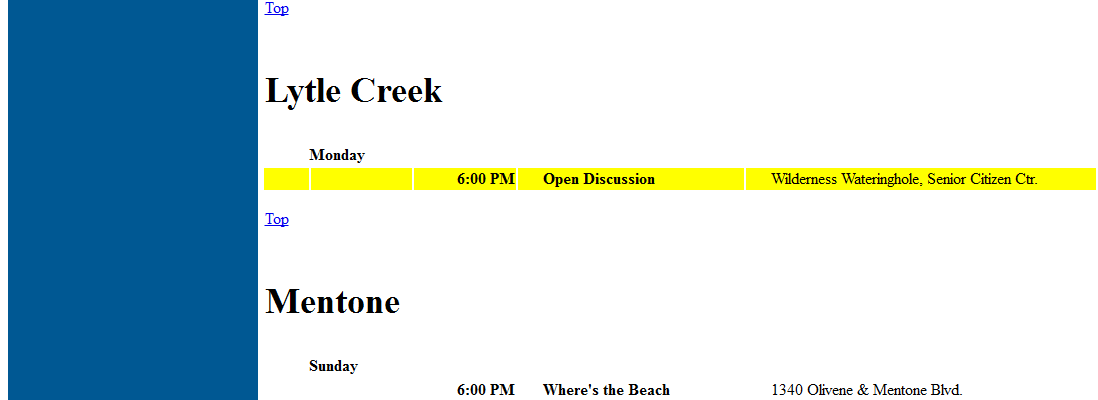 Top
Lytle Creek
Monday
6:00 PM Open Discussion Wilderness Wateringhole, Senior Citizen Ctr.
Top
Mentone
Sunday
6:00 PM Where's the Beach 1340 Olivene & Mentone Blvd.